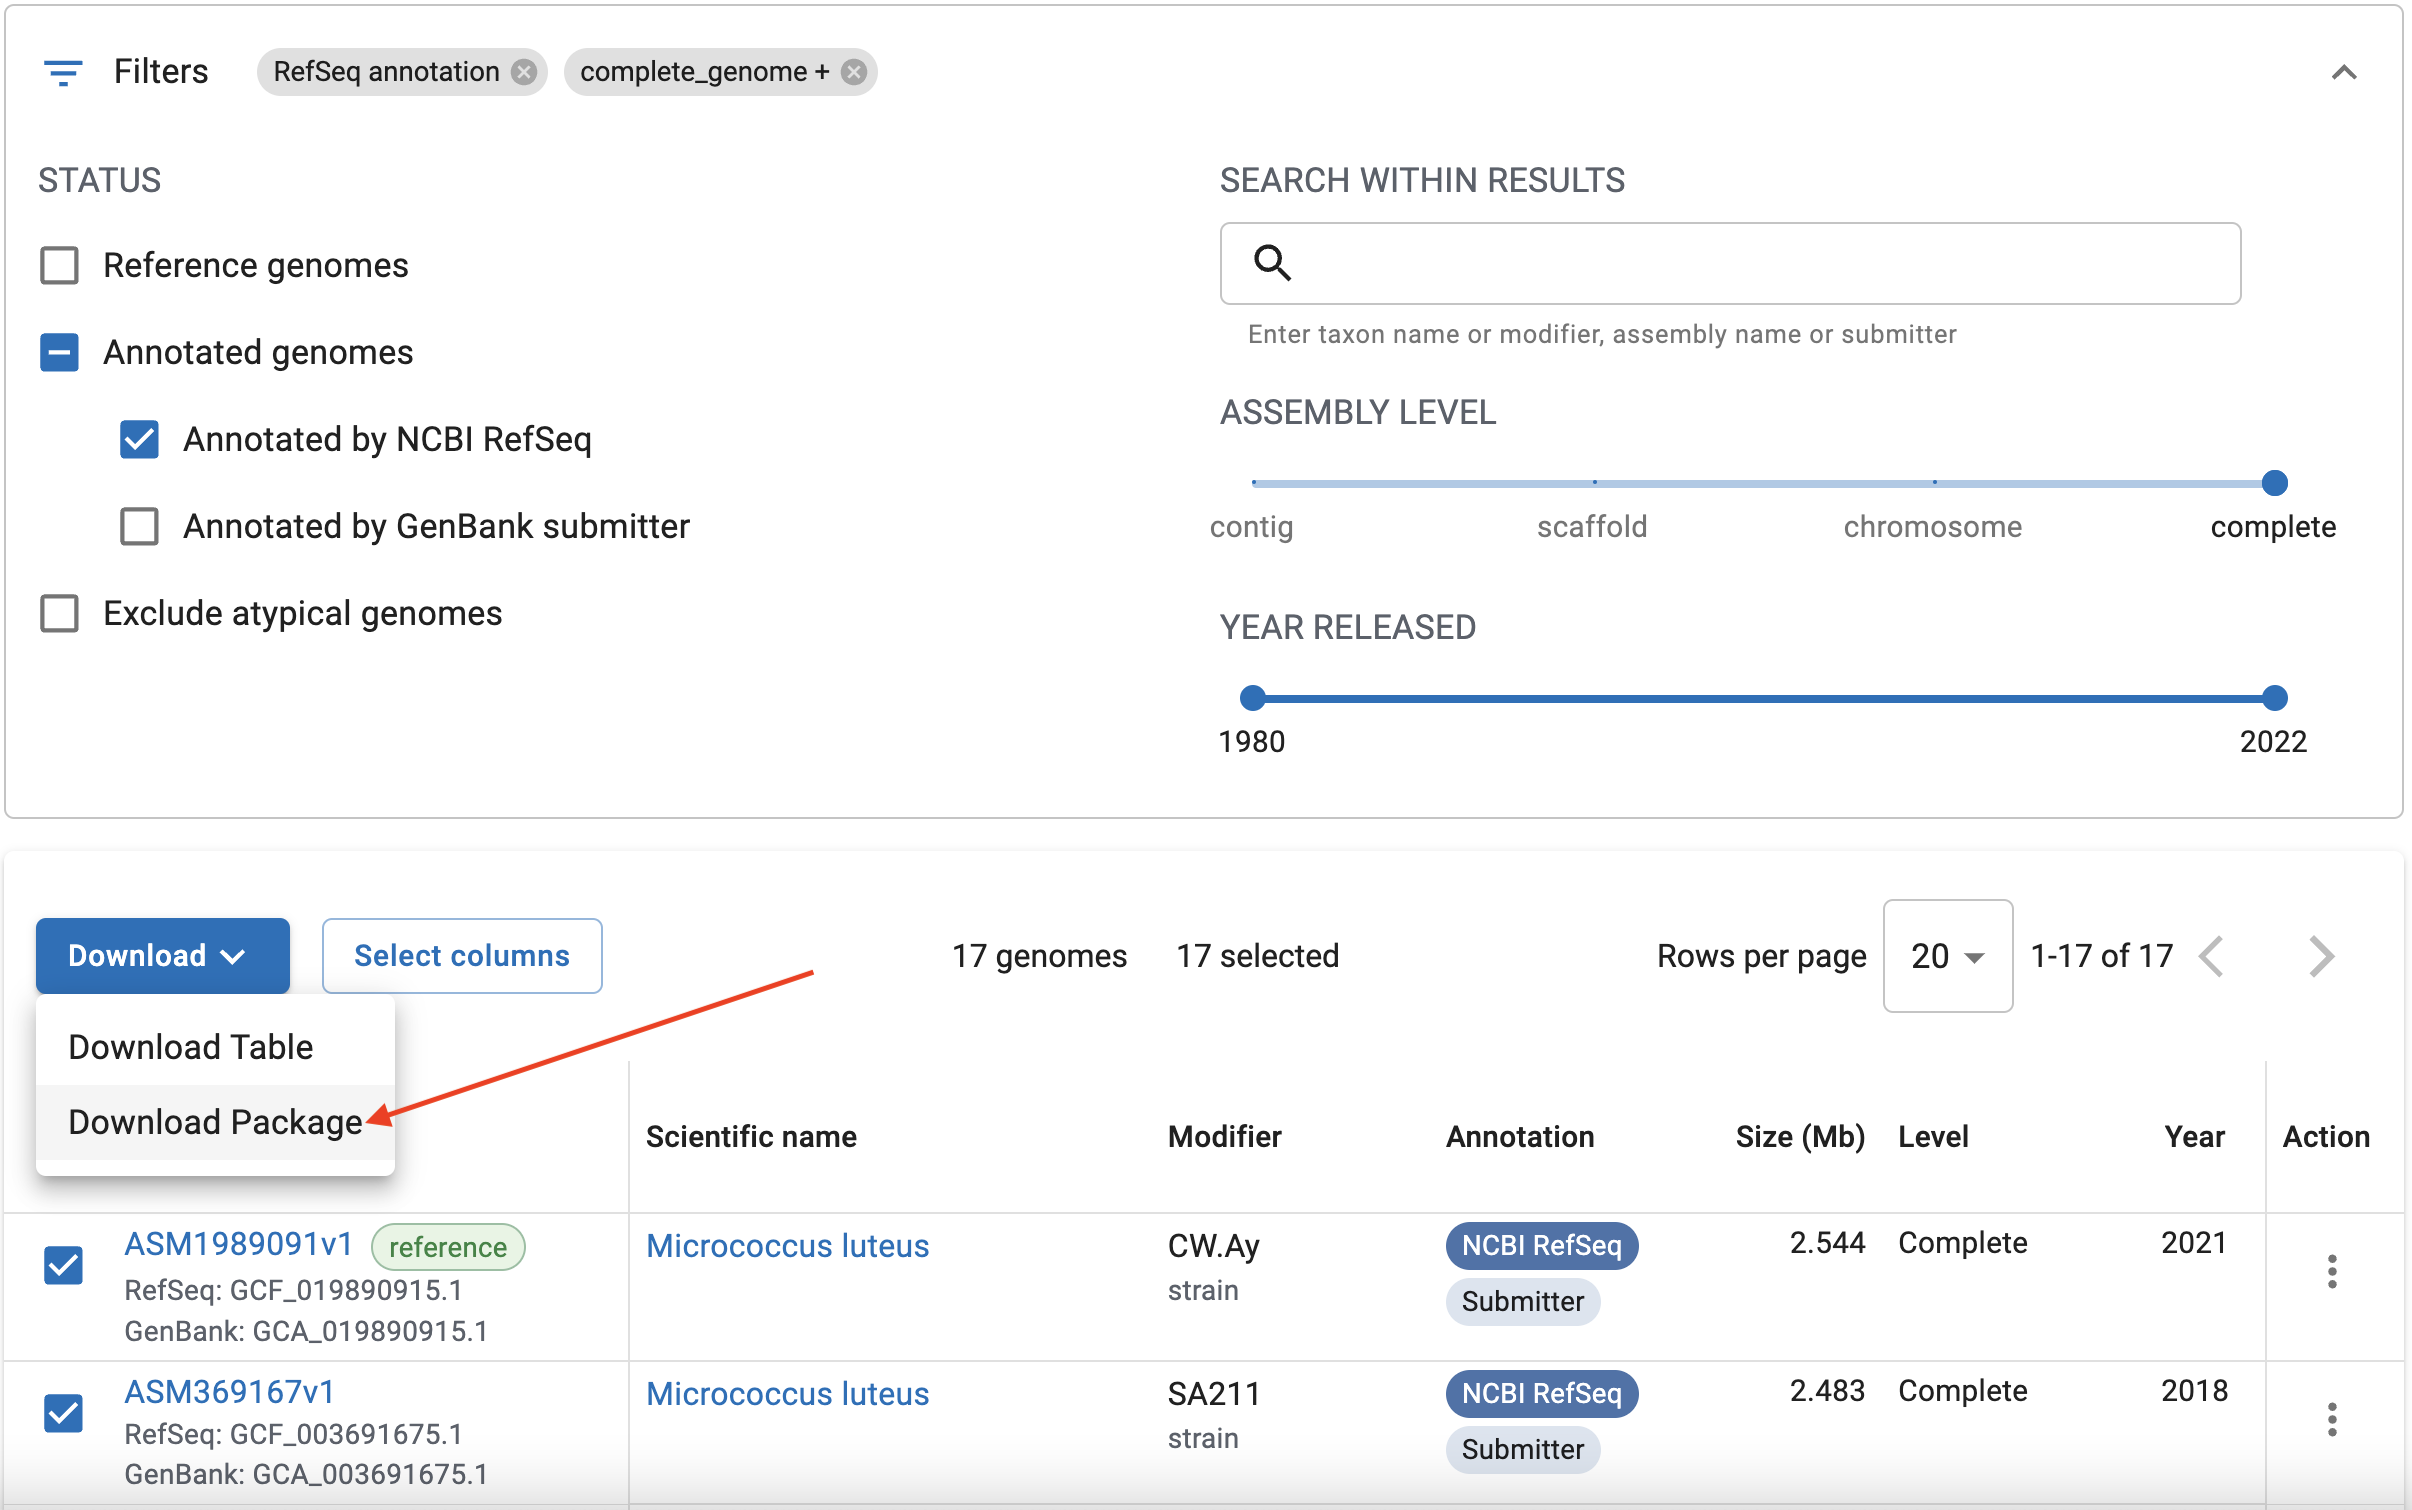 Filters RefSeq annotation complete_genome +
STATUS
Reference genomes
Annotated genomes
Annotated by NCBI RefSeq
Annotated by GenBank submitter
Exclude atypical genomes
SEARCH WITHIN RESULTS
Enter taxon name or modifier, assembly name or submitter
ASSEMBLY LEVEL
contig scaffold chromosome complete
YEAR RELEASED
1980 2022
Download Select columns 17 genomes 17 selected Rows per page 20 1-17 of 17
Download Table
Download Package
Scientific name Modifier Annotation Size (Mb) Level Year Action
ASM1989091v1 reference Micrococcus luteus CW.Ay NCBI RefSeq 2.544 Complete 2021
RefSeq: GCF_019890915.1 strain Submitter
GenBank: GCA_019890915.1
ASM369167v1 Micrococcus luteus SA211 NCBI RefSeq 2.483 Complete 2018
RefSeq: GCF_003691675.1 strain Submitter
GenBank: GCA_003691675.1